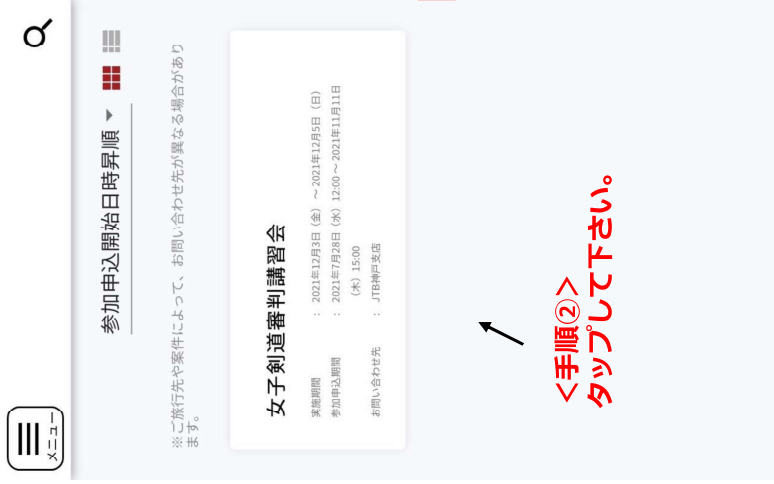 メニュー
参加申込開始日時昇順
※ご旅行先や案件によって、お問い合わせ先が異なる場合があり
ます。
女子剣道審判講習会
実施期間 ： 2021年12月3日（金） ～ 2021年12月5日（日）
参加申込期間 ： 2021年7月28日（水）12:00 ～ 2021年11月11日
（木）15:00
お問い合わせ先 ： JTB神戸支店
＜手順②＞
タップして下さい。